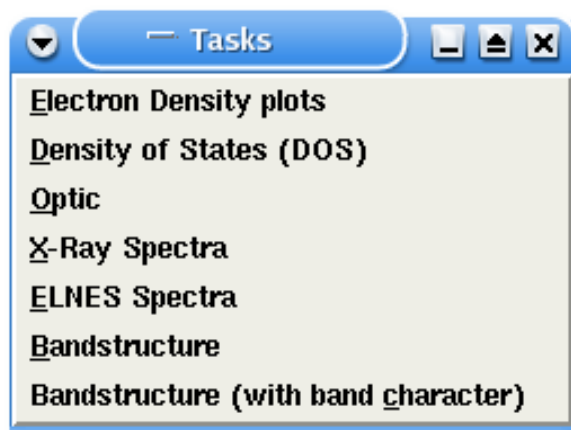 Tasks
Electron Density plots
Density of States (DOS)
Optic
X-Ray Spectra
ELNES Spectra
Bandstructure
Bandstructure (with band character)